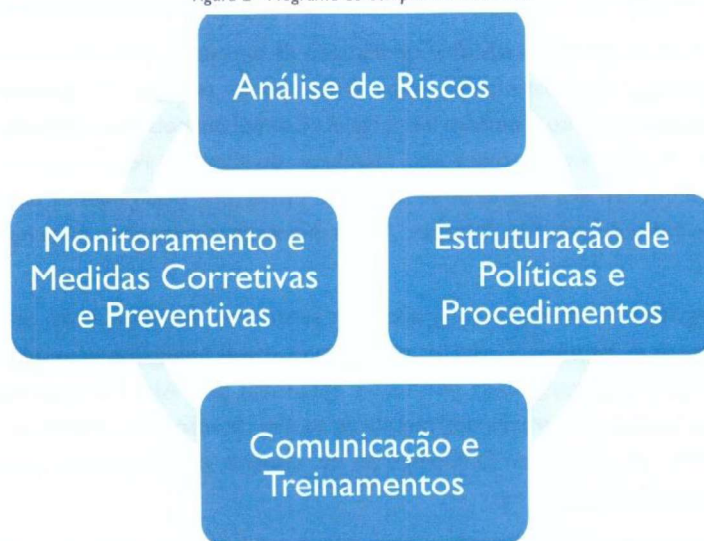 Análise de Riscos
Estruturação de
Políticas e
Procedimentos
Comunicação e
Treinamentos
Monitoramento e
Medidas Corretivas
e Preventivas